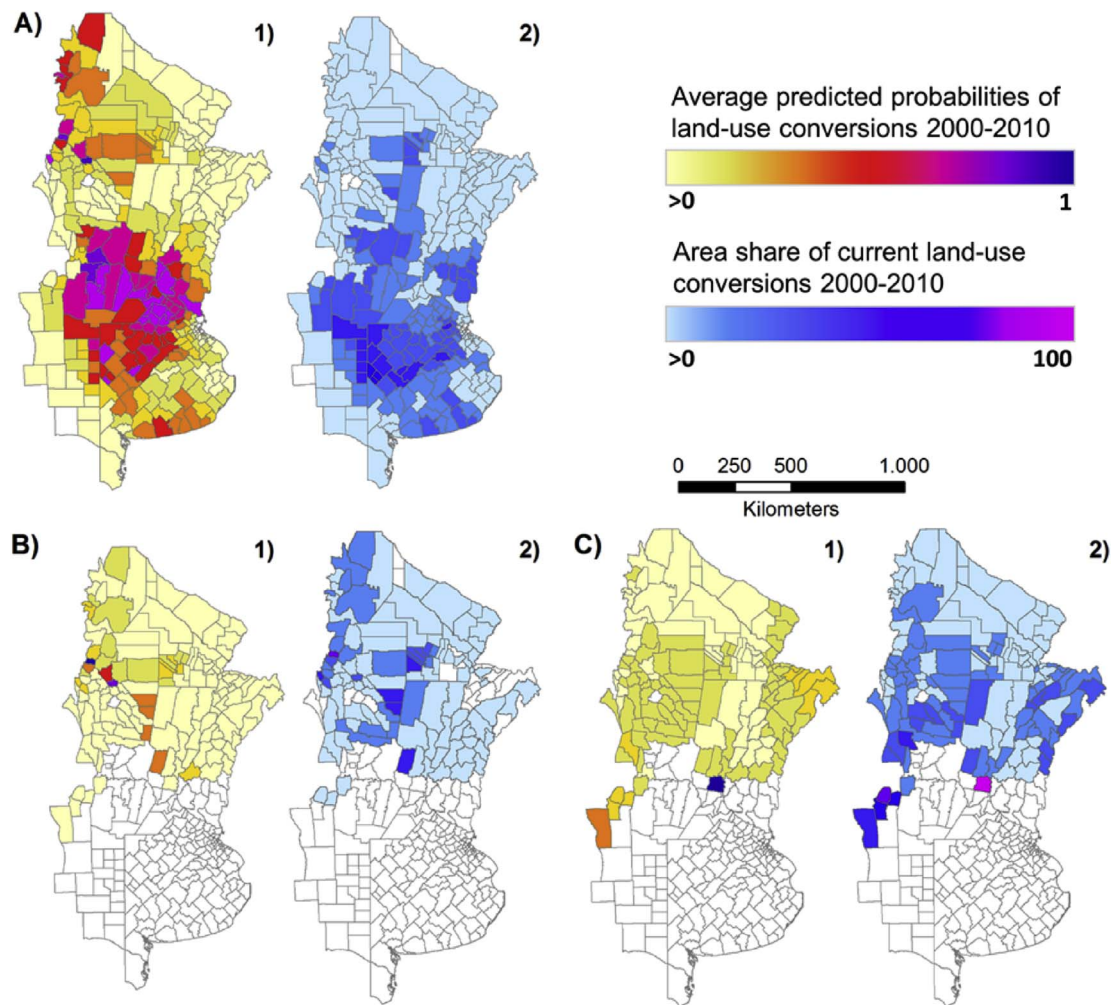 A)
1)
2)
Average predicted probabilities of
land-use conversions 2000-2010
>0
1
Area share of current land-use
conversions 2000-2010
>0
100
0
250
500
1.000
Kilometers
B)
1)
2)
C)
1)
2)